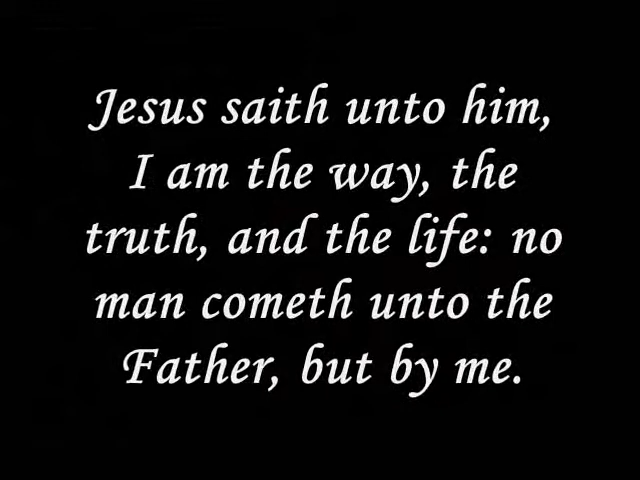 Jesus saith unto him,
I am the way, the
truth, and the life: no
man cometh unto the
Father, but by me.